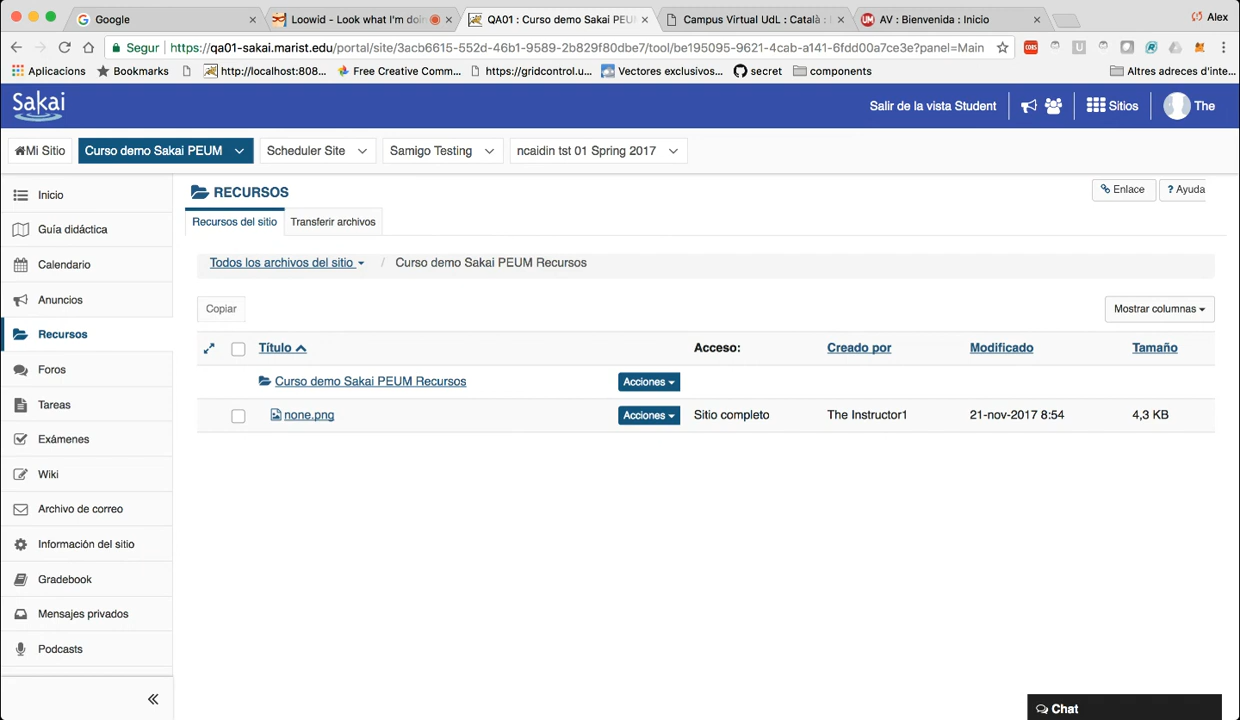 Google
Loowid - Look what I'm doin
QA01 : Curso demo Sakai PEU
Campus Virtual UdL : Català :
AV : Bienvenida : Inicio
Alex
Segur
https://qa01-sakai.marist.edu/portal/site/3acb6615-552d-46b1-9589-2b829f80dbe7/tool/be195095-9621-4cab-a141-6fdd00a7ce3e?panel=Main
Aplicacions
Bookmarks
http://localhost:808...
Free Creative Comm...
https://gridcontrol.u...
Vectores exclusivos...
secret
components
Altres adreces d'inte...
Sakai
Salir de la vista Student
Sitios
The
Mi Sitio
Curso demo Sakai PEUM
Scheduler Site
Samigo Testing
ncaidin tst 01 Spring 2017
Inicio
Guía didáctica
Calendario
Anuncios
Recursos
Foros
Tareas
Exámenes
Wiki
Archivo de correo
Información del sitio
Gradebook
Mensajes privados
Podcasts
RECURSOS
Enlace
? Ayuda
Recursos del sitio
Transferir archivos
Todos los archivos del sitio / Curso demo Sakai PEUM Recursos
Copiar
Mostrar columnas
Título Acceso: Creado por Modificado Tamaño
Curso demo Sakai PEUM Recursos Acciones
none.png Acciones Sitio completo The Instructor1 21-nov-2017 8:54 4,3 KB
Chat